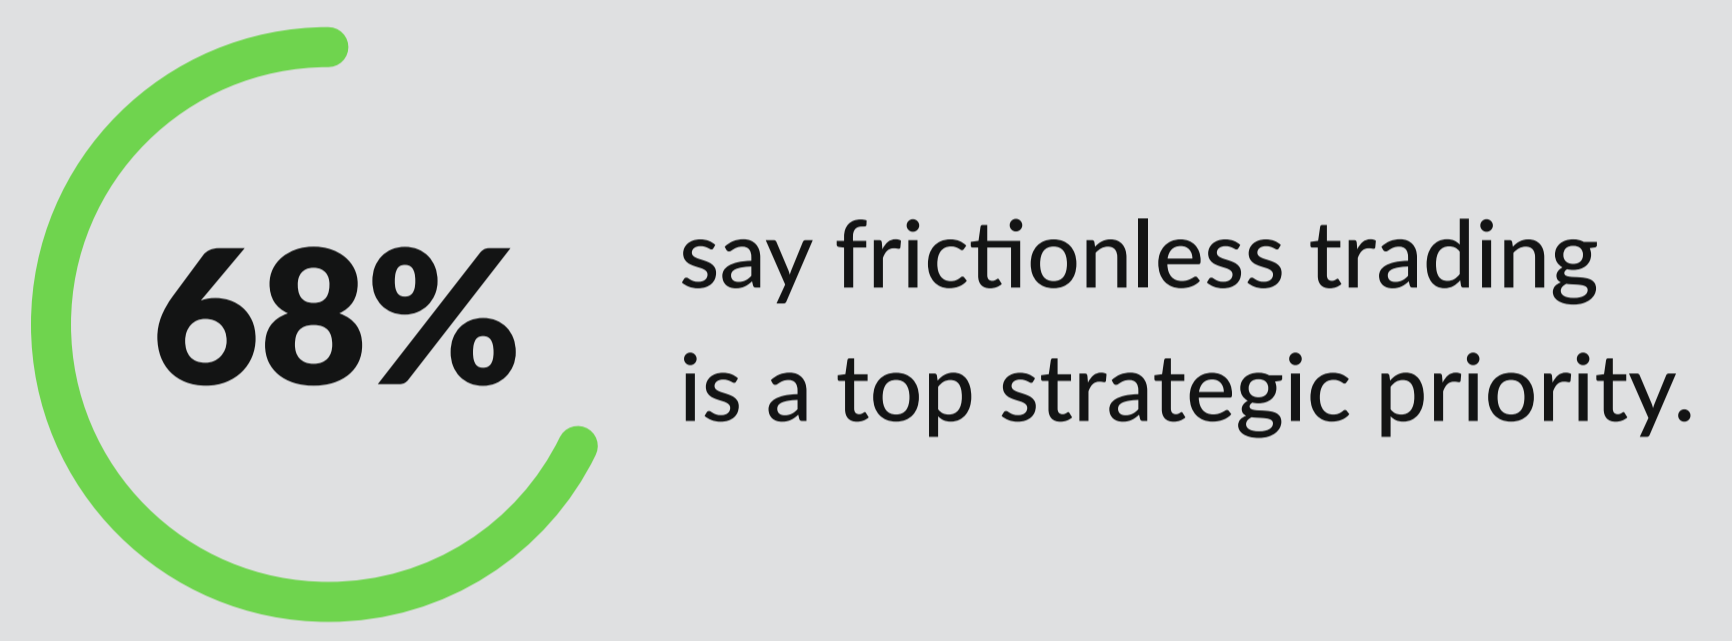 68%
say frictionless trading
is a top strategic priority.